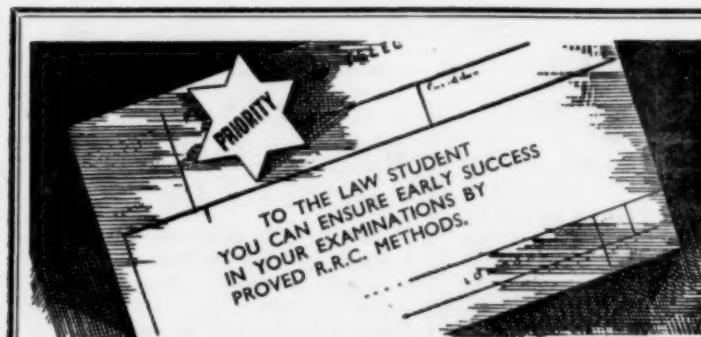 PRIORITY
TO THE LAW STUDENT
YOU CAN ENSURE EARLY SUCCESS
IN YOUR EXAMINATIONS BY
PROVED R.R.C. METHODS.